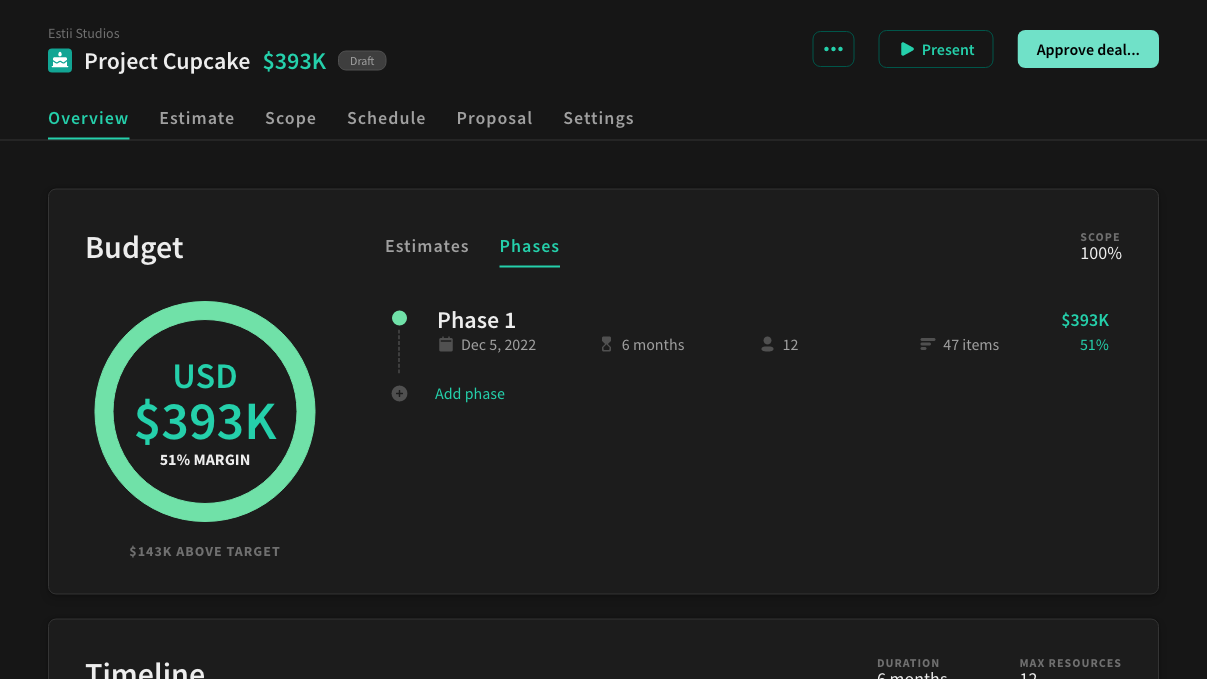 Estii Studios
Project Cupcake $393K Draft
••• Present Approve deal...
Overview Estimate Scope Schedule Proposal Settings
Budget
Estimates Phases
SCOPE
100%
USD
$393K
51% MARGIN
$143K ABOVE TARGET
Phase 1 $393K
Dec 5, 2022 6 months 12 47 items 51%
Add phase
Timeline
DURATION
6 months
MAX RESOURCES
12